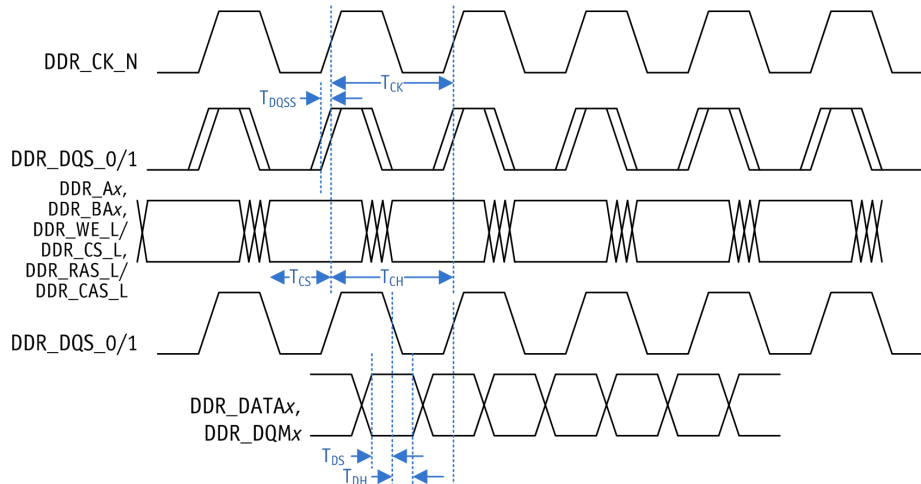 DDR_CK_N
TCK
TDQSS
DDR_DQS_0/1
DDR_Ax,
DDR_BAx,
DDR_WE_L/
DDR_CS_L,
DDR_RAS_L/
DDR_CAS_L
TCS
TCH
DDR_DQS_0/1
DDR_DATAx,
DDR_DQMx
TDS
TDH